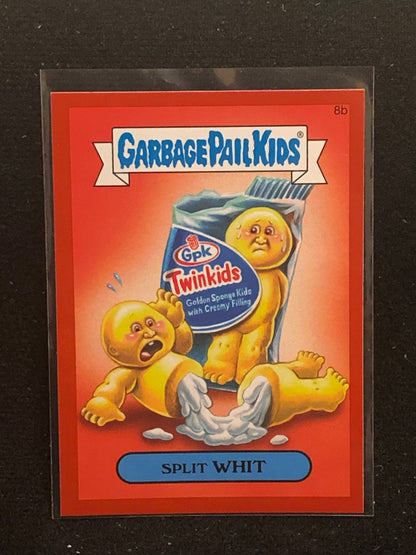 8b
GARBAGE PAIL KIDS®
Gpk
Twinkids
Golden Sponge Kids
with Creamy Filling
SPLIT WHIT